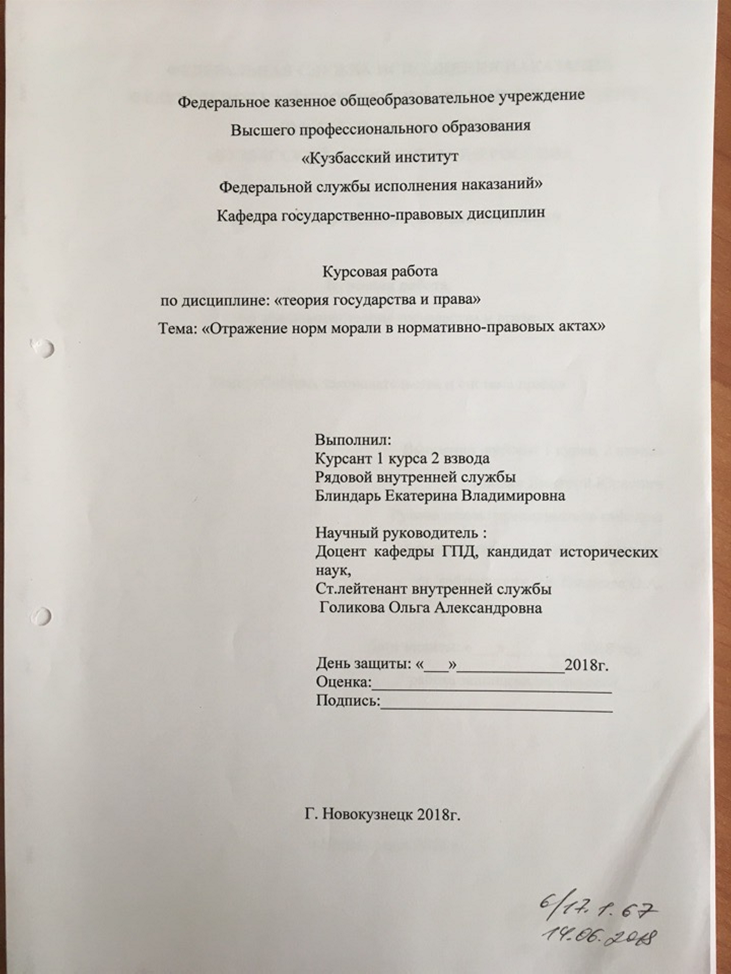 Федеральное казенное общеобразовательное учреждение
Высшего профессионального образования
«Кузбасский институт
Федеральной службы исполнения наказаний»
Кафедра государственно-правовых дисциплин
Курсовая работа
по дисциплине: «теория государства и права»
Тема: «Отражение норм морали в нормативно-правовых актах»
Выполнил:
Курсант 1 курса 2 взвода
Рядовой внутренней службы
Блиндарь Екатерина Владимировна
Научный руководитель :
Доцент кафедры ГПД, кандидат исторических
наук,
Ст.лейтенант внутренней службы
Голикова Ольга Александровна
День защиты: «___»______________2018г.
Оценка:______________________________
Подпись:_____________________________
Г. Новокузнецк 2018г.
6/17.1.67
14.06.2018